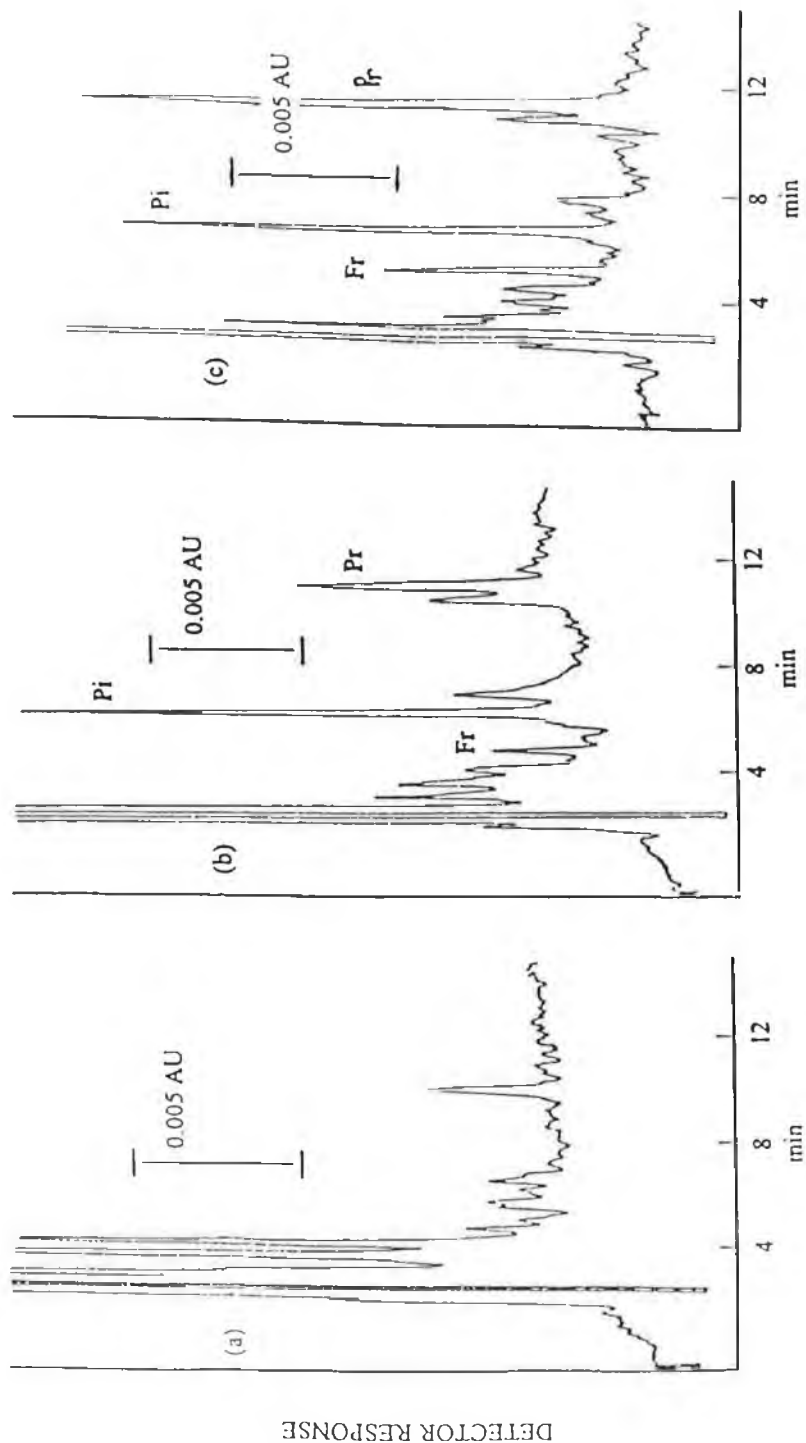 DETECTOR RESPONSE
(a)
0.005 AU
4
8
12
min
(b)
Fr
Pi
0.005 AU
Pr
4
8
12
min
(c)
Fr
Pi
0.005 AU
Pr
4
8
12
min